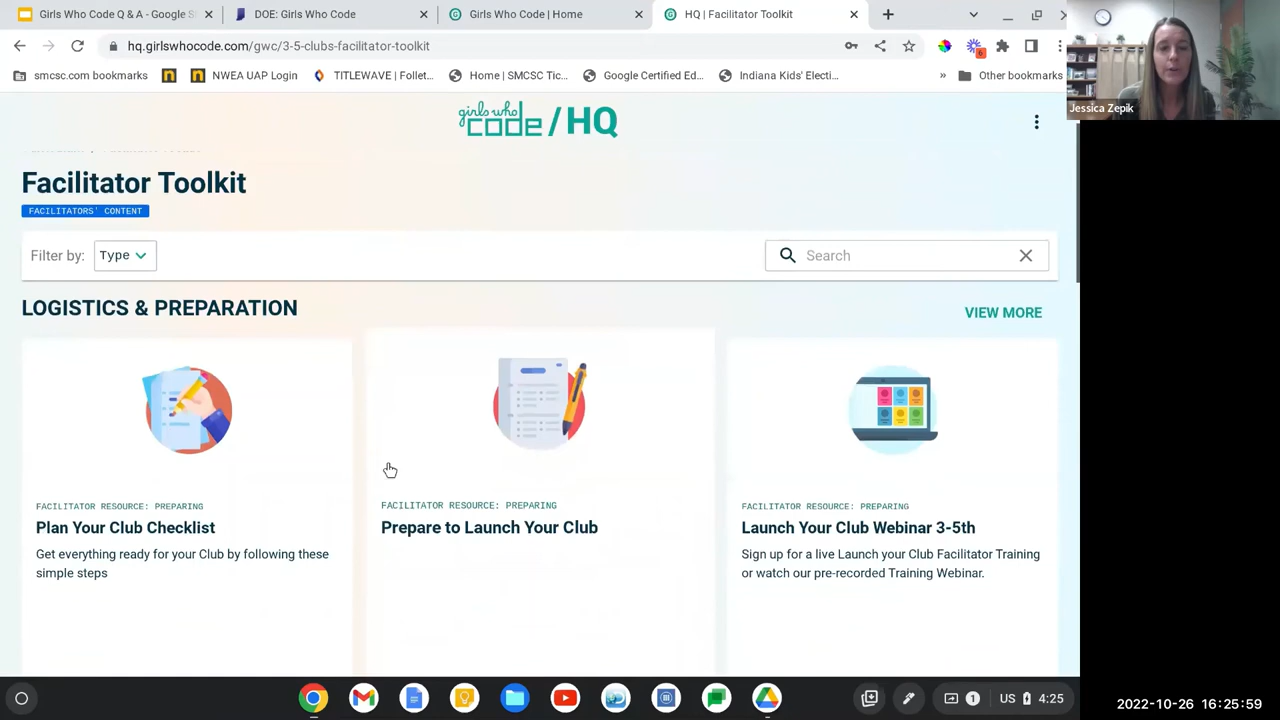 Girls Who Code Q & A - Google S
DOE: Girls Who Code
Girls Who Code | Home
HQ | Facilitator Toolkit
hq.girlswhocode.com/gwc/3-5-clubs-facilitator-toolkit
6
smcsc.com bookmarks
NWEA UAP Login
TITLEWAVE | Follet...
Home | SMCSC Tic...
Google Certified Ed...
Indiana Kids' Electi...
»
Other bookmarks
Jessica Zepik
girls who code / HQ
Facilitator Toolkit
FACILITATORS' CONTENT
Filter by: Type
Search
LOGISTICS & PREPARATION
VIEW MORE
FACILITATOR RESOURCE: PREPARING
Plan Your Club Checklist
Get everything ready for your Club by following these
simple steps
FACILITATOR RESOURCE: PREPARING
Prepare to Launch Your Club
FACILITATOR RESOURCE: PREPARING
Launch Your Club Webinar 3-5th
Sign up for a live Launch your Club Facilitator Training
or watch our pre-recorded Training Webinar.
1 US 4:25
2022-10-26 16:25:59